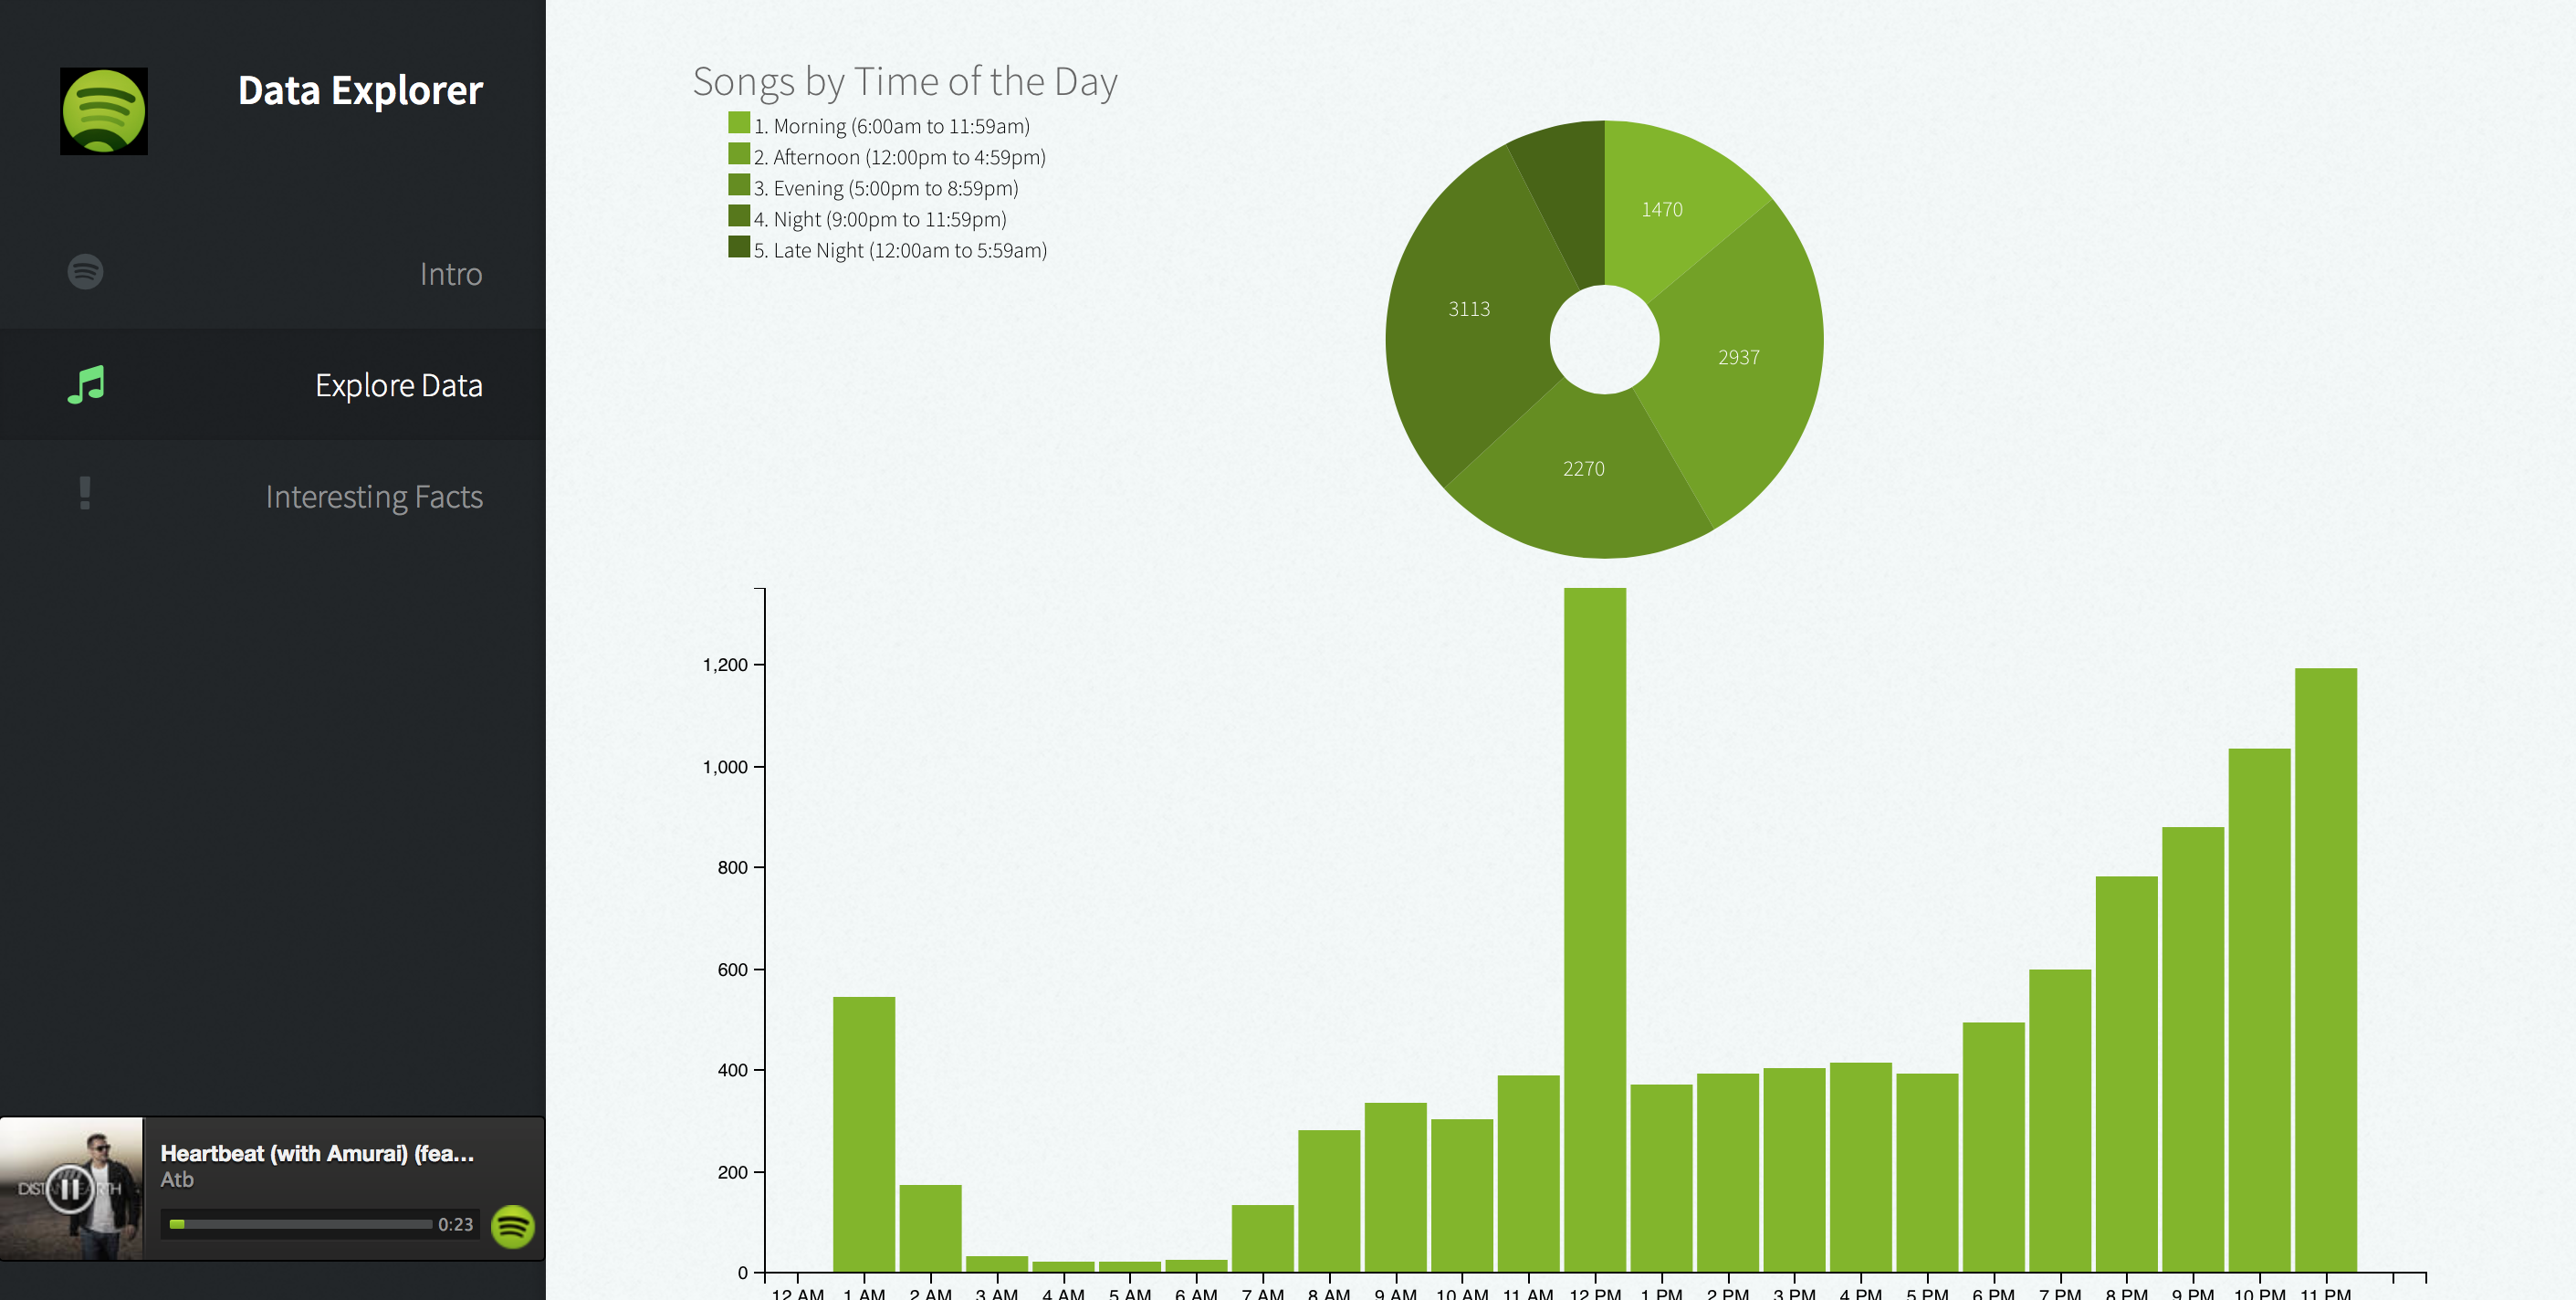 Data Explorer
Intro
Explore Data
Interesting Facts
Songs by Time of the Day
1. Morning (6:00am to 11:59am)
2. Afternoon (12:00pm to 4:59pm)
3. Evening (5:00pm to 8:59pm)
4. Night (9:00pm to 11:59pm)
5. Late Night (12:00am to 5:59am)
1470
2937
2270
3113
1,200
1,000
800
600
400
200
0
12 AM 1 AM 2 AM 3 AM 4 AM 5 AM 6 AM 7 AM 8 AM 9 AM 10 AM 11 AM 12 PM 1 PM 2 PM 3 PM 4 PM 5 PM 6 PM 7 PM 8 PM 9 PM 10 PM 11 PM
Heartbeat (with Amurai) (fea...
Atb
0:23